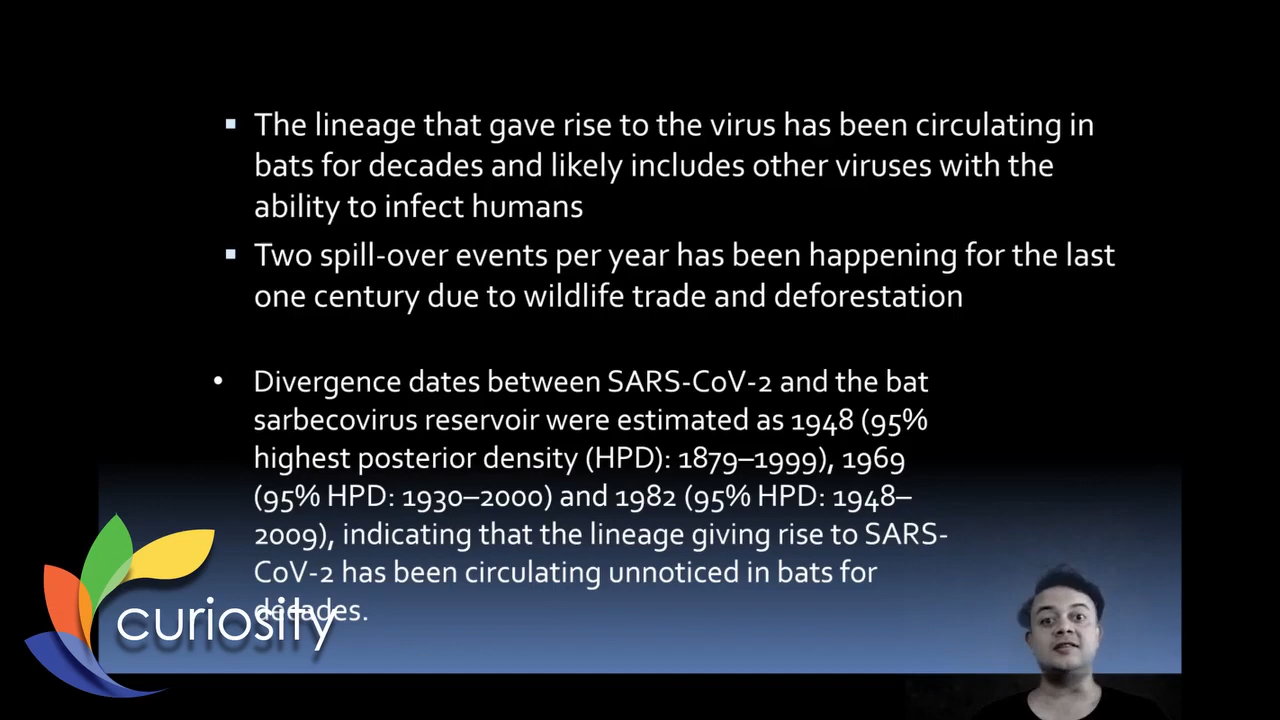 ▪ The lineage that gave rise to the virus has been circulating in
bats for decades and likely includes other viruses with the
ability to infect humans
▪ Two spill-over events per year has been happening for the last
one century due to wildlife trade and deforestation
• Divergence dates between SARS-CoV-2 and the bat
sarbecovirus reservoir were estimated as 1948 (95%
highest posterior density (HPD): 1879–1999), 1969
(95% HPD: 1930–2000) and 1982 (95% HPD: 1948–
2009), indicating that the lineage giving rise to SARS-
CoV-2 has been circulating unnoticed in bats for
decades.
curiosity